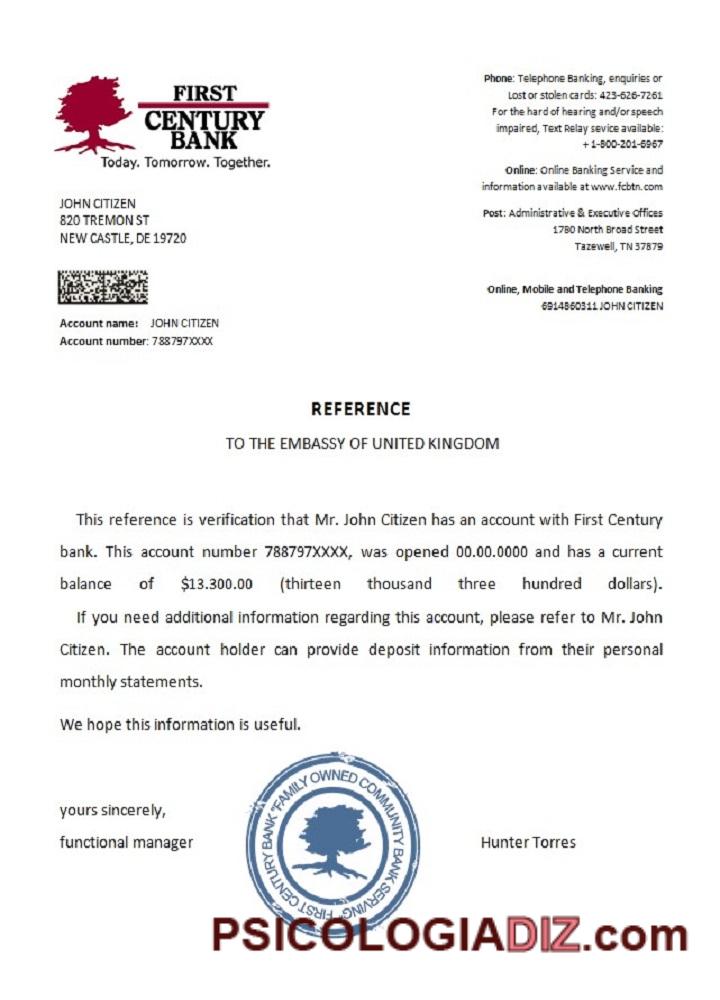 FIRST
CENTURY
BANK
Today. Tomorrow. Together.
Phone: Telephone Banking, enquiries or
Lost or stolen cards: 423-626-7261
For the hard of hearing and/or speech
impaired, Text Relay sevice available:
+ 1-800-201-6967
Online: Online Banking Service and
information available at www.fcbtn.com
Post: Administrative & Executive Offices
1780 North Broad Street
Tazewell, TN 37879
JOHN CITIZEN
820 TREMON ST
NEW CASTLE, DE 19720
Online, Mobile and Telephone Banking
6914860311 JOHN CITIZEN
Account name: JOHN CITIZEN
Account number: 788797XXXX
REFERENCE
TO THE EMBASSY OF UNITED KINGDOM
This reference is verification that Mr. John Citizen has an account with First Century
bank. This account number 788797XXXX, was opened 00.00.0000 and has a current
balance of $13.300.00 (thirteen thousand three hundred dollars).
If you need additional information regarding this account, please refer to Mr. John
Citizen. The account holder can provide deposit information from their personal
monthly statements.
We hope this information is useful.
yours sincerely,
functional manager
Hunter Torres
FIRST CENTURY BANK "FAMILY OWNED COMMUNITY BANK SERVING"
PSICOLOGIADIZ.com